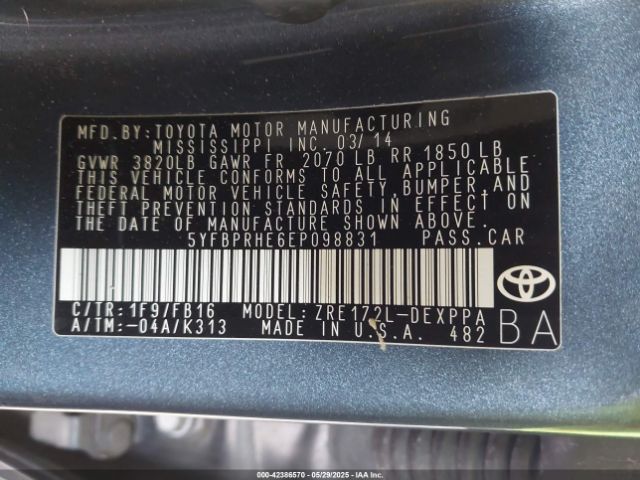 MFD.BY:TOYOTA MOTOR MANUFACTURING
MISSISSIPPI INC. 03/14
GVWR 3820LB GAWR FR 2070 LB RR 1850 LB
THIS VEHICLE CONFORMS TO ALL APPLICABLE
FEDERAL MOTOR VEHICLE SAFETY,BUMPER,AND
THEFT PREVENTION STANDARDS IN EFFECT ON
THE DATE OF MANUFACTURE SHOWN ABOVE.
5YFBPRHE6EP098831 PASS.CAR
C/TR:1F9/FB16 MODEL:ZRE172L-DEXPPA
A/TM:-04A/K313 MADE IN U.S.A. 482
BA
000-42386570 05/29/2025 IAAI.COM